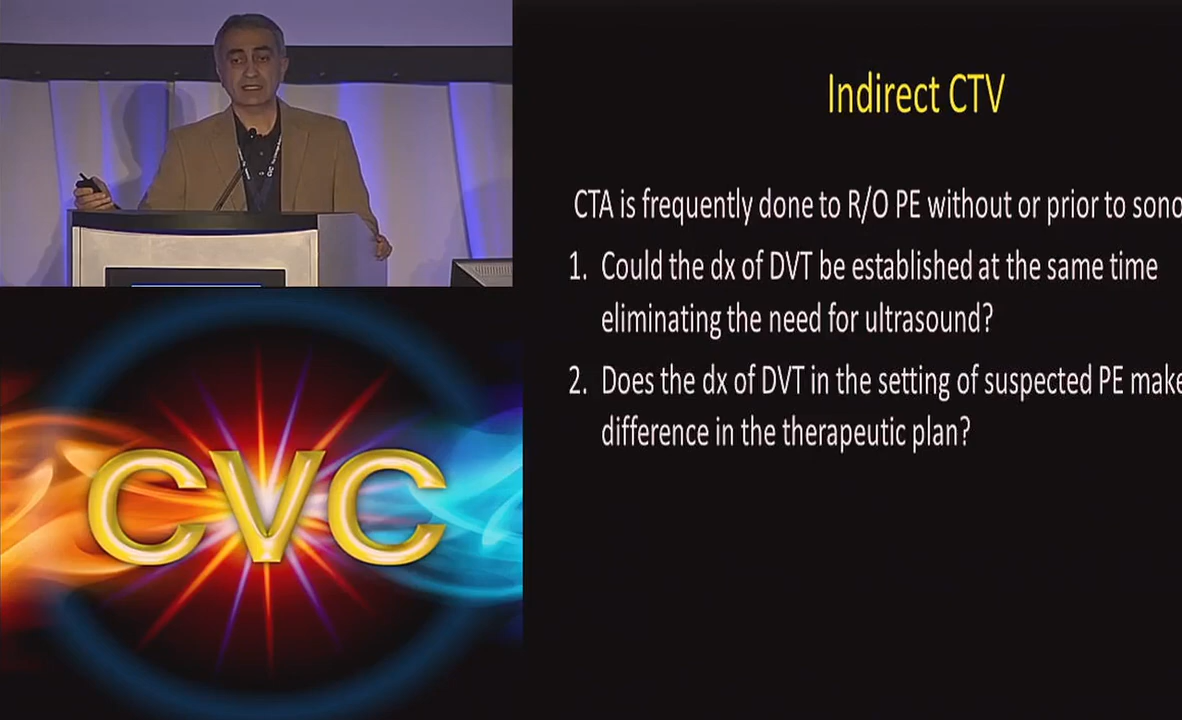 Indirect CTV
CTA is frequently done to R/O PE without or prior to sono
1. Could the dx of DVT be established at the same time
eliminating the need for ultrasound?
2. Does the dx of DVT in the setting of suspected PE make
difference in the therapeutic plan?
CVC